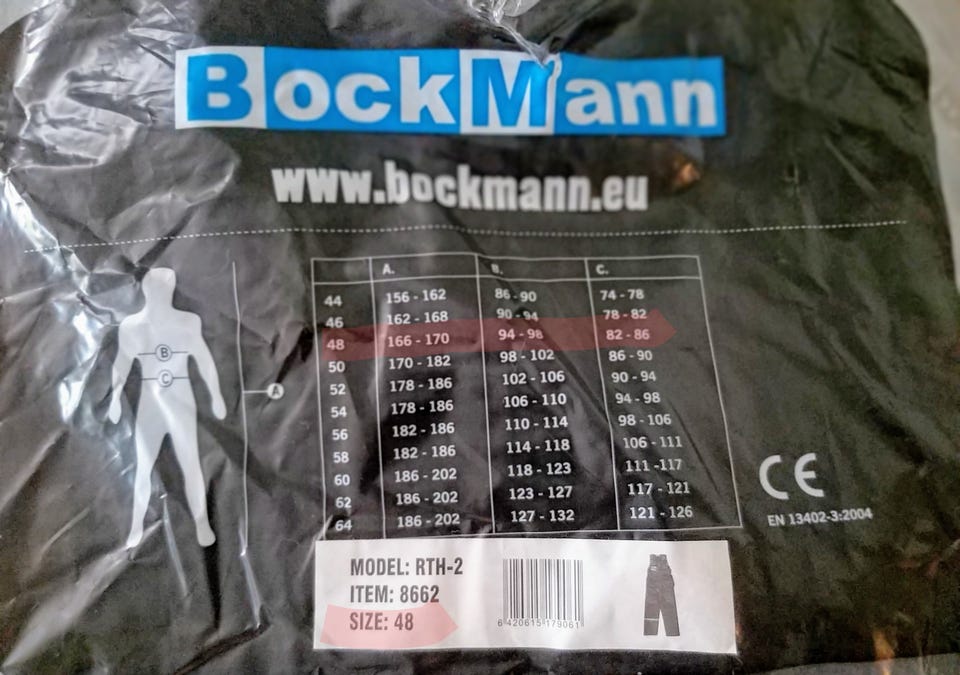 BockMann
www.bockmann.eu
A. B. C.
44 156 - 162 86 - 90 74 - 78
46 162 - 168 90 - 94 78 - 82
48 166 - 170 94 - 98 82 - 86
50 170 - 182 98 - 102 86 - 90
52 178 - 186 102 - 106 90 - 94
54 178 - 186 106 - 110 94 - 98
56 182 - 186 110 - 114 98 - 106
58 182 - 186 114 - 118 106 - 111
60 186 - 202 118 - 123 111 -117
62 186 - 202 123 - 127 117 - 121
64 186 - 202 127 - 132 121 - 126
B
C
A
CE
EN 13402-3:2004
MODEL: RTH-2
ITEM: 8662
SIZE: 48
6 420615 179061